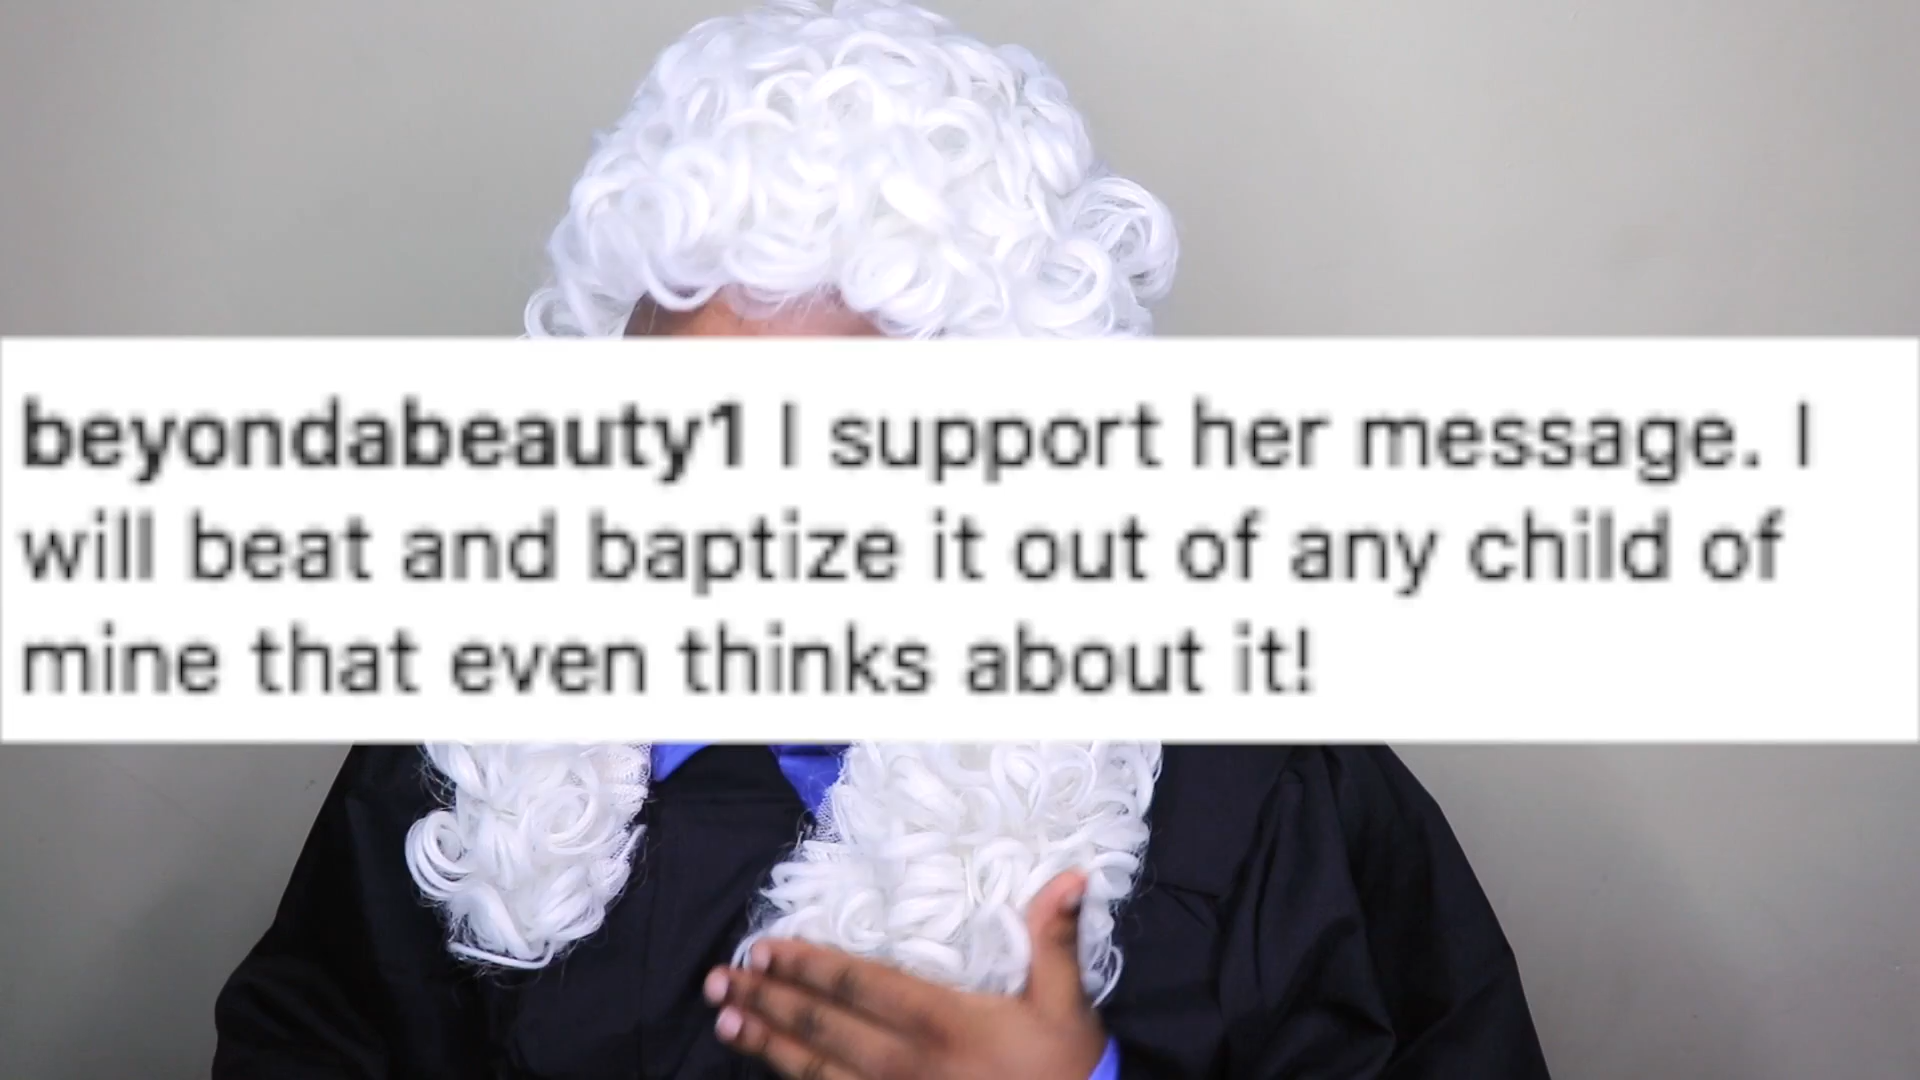 beyondabeauty1 I support her message. I
will beat and baptize it out of any child of
mine that even thinks about it!